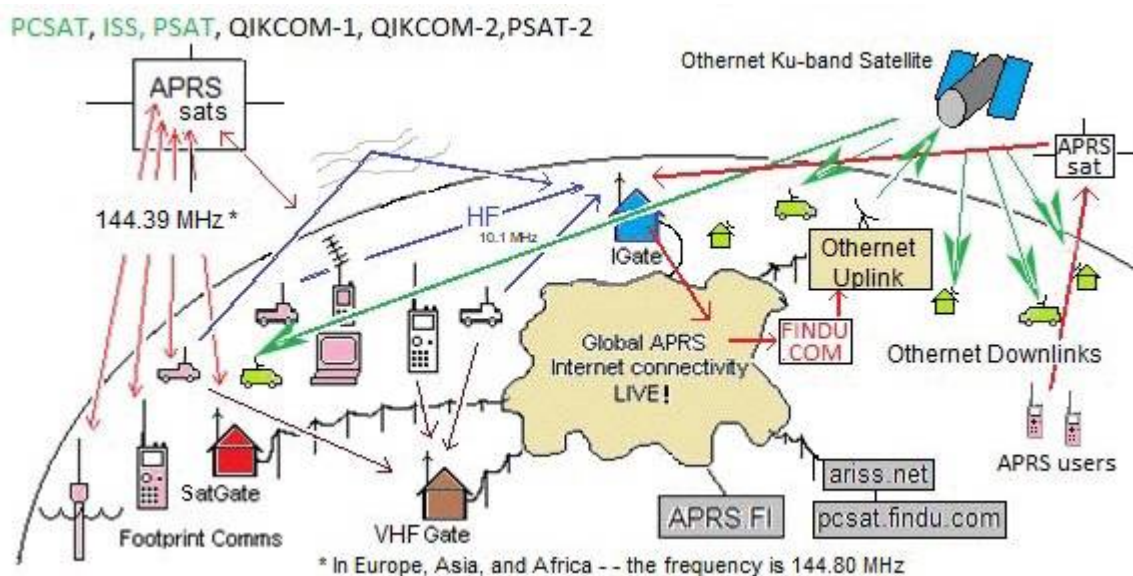 PCSAT, ISS, PSAT, QIKCOM-1, QIKCOM-2,PSAT-2
Othernet Ku-band Satellite
APRS
sats
APRS
sat
144.39 MHz *
HF
10.1 MHz
IGate
Othernet
Uplink
Global APRS
Internet connectivity
LIVE!
FINDU
.COM
Othernet Downlinks
SatGate
Footprint Comms
VHF Gate
APRS.FI
ariss.net
pcsat.findu.com
APRS users
* In Europe, Asia, and Africa - - the frequency is 144.80 MHz